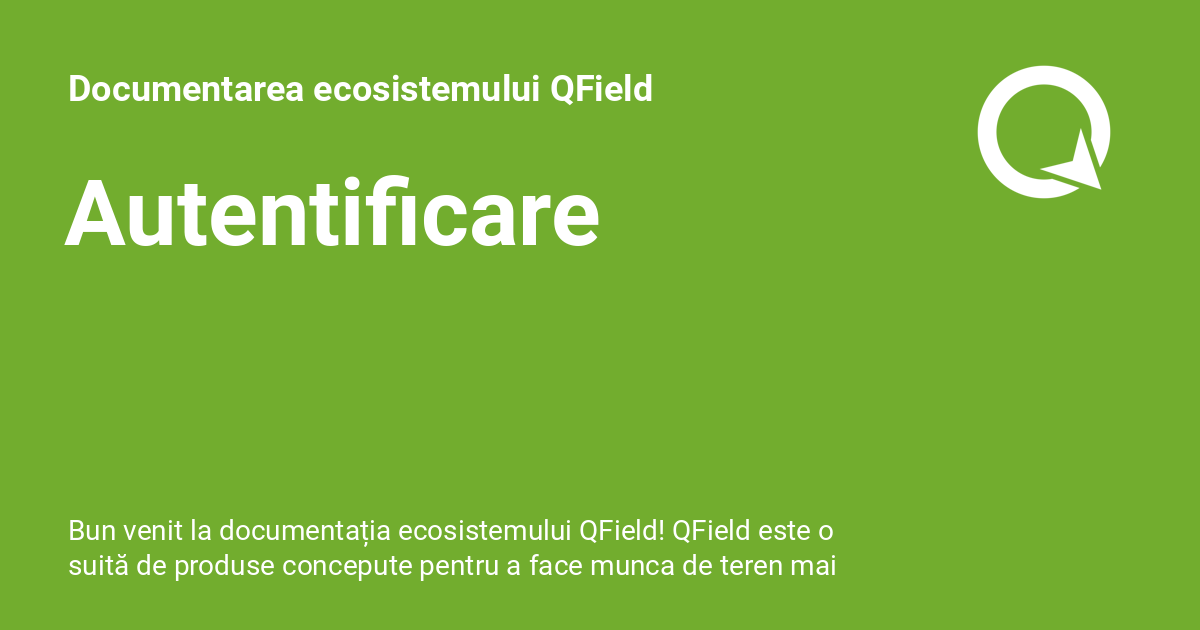 Documentarea ecosistemului QField
Autentificare
Bun venit la documentația ecosistemului QField! QField este o
suită de produse concepute pentru a face munca de teren mai